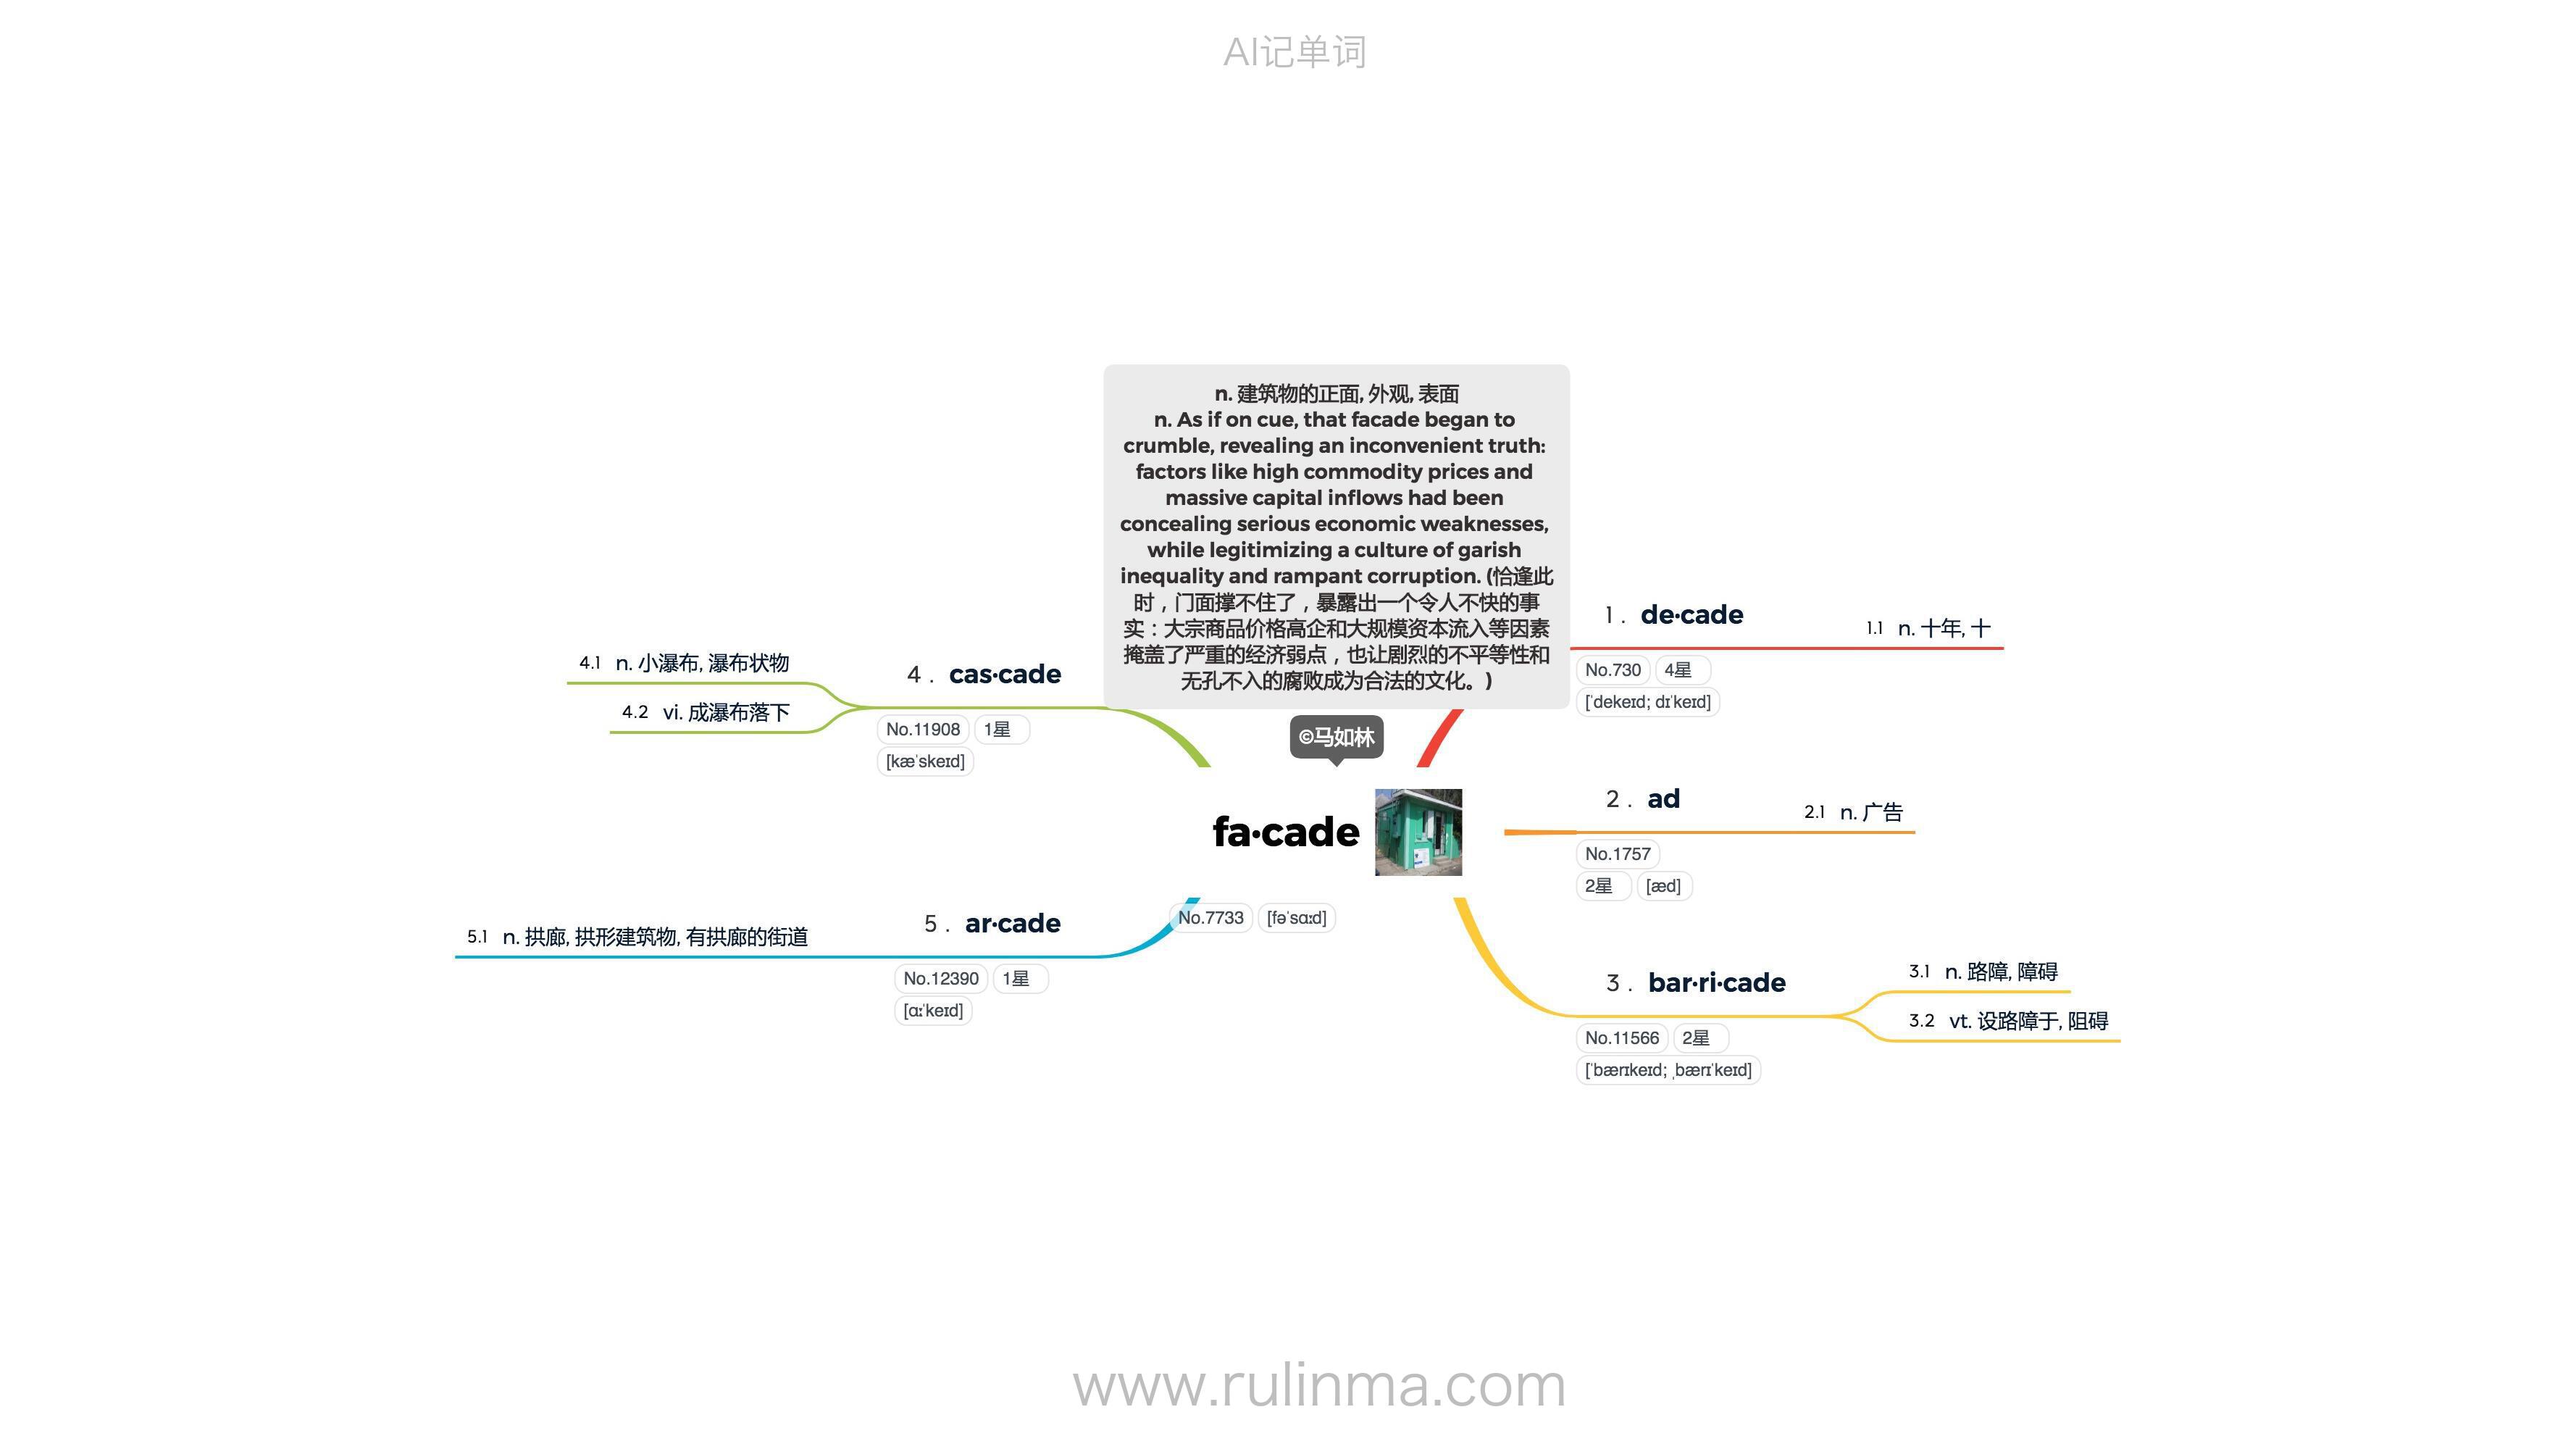 AI记单词
n. 建筑物的正面, 外观, 表面
n. As if on cue, that facade began to
crumble, revealing an inconvenient truth:
factors like high commodity prices and
massive capital inflows had been
concealing serious economic weaknesses,
while legitimizing a culture of garish
inequality and rampant corruption. (恰逢此
时，门面撑不住了，暴露出一个令人不快的事
实：大宗商品价格高企和大规模资本流入等因素
掩盖了严重的经济弱点，也让剧烈的不平等性和
无孔不入的腐败成为合法的文化。)
©马如林
fa·cade
No.7733 [fəˈsɑːd]
1. de·cade
No.730 4星
[ˈdekeɪd; dɪˈkeɪd]
1.1 n. 十年, 十
2. ad
No.1757
2星 [æd]
2.1 n. 广告
3. bar·ri·cade
No.11566 2星
[ˈbærɪkeɪd; ˌbærɪˈkeɪd]
3.1 n. 路障, 障碍
3.2 vt. 设路障于, 阻碍
4. cas·cade
No.11908 1星
[kæˈskeɪd]
4.1 n. 小瀑布, 瀑布状物
4.2 vi. 成瀑布落下
5. ar·cade
No.12390 1星
[ɑːˈkeɪd]
5.1 n. 拱廊, 拱形建筑物, 有拱廊的街道
www.rulinma.com